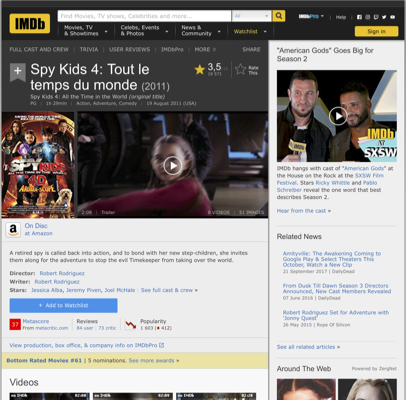 IMDb
Find Movies, TV shows, Celebrities and more...
All
IMDbPro
Help
Movies, TV & Showtimes
Celebs, Events & Photos
News & Community
Watchlist
Sign in
FULL CAST AND CREW | TRIVIA | USER REVIEWS | IMDbPro | MORE
SHARE
Spy Kids 4: Tout le temps du monde (2011)
Spy Kids 4: All the Time in the World (original title)
PG | 1h 29min | Action, Adventure, Comedy | 19 August 2011 (USA)
3,5
Rate This
SPY KIDS
4D
AROMA-SCOPE
2:08 | Trailer
8 VIDEOS | 31 IMAGES
On Disc
at Amazon
A retired spy is called back into action, and to bond with her new step-children, she invites
them along for the adventure to stop the evil Timekeeper from taking over the world.
Director: Robert Rodriguez
Writer: Robert Rodriguez
Stars: Jessica Alba, Jeremy Piven, Joel McHale | See full cast & crew »
+ Add to Watchlist
37
Metascore
From metacritic.com
Reviews
84 user | 73 critic
Popularity
1 603 (412)
View production, box office, & company info on IMDbPro
Bottom Rated Movies #61 | 5 nominations. See more awards »
Videos
"American Gods" Goes Big for
Season 2
IMDb
SXSW
IMDb hangs with cast of "American Gods" at
the House on the Rock at the SXSW Film
Festival. Stars Ricky Whittle and Pablo
Schreiber reveal the one word that best
describes Season 2.
Hear from the cast »
Related News
Amityville: The Awakening Coming to
Google Play & Select Theaters This
October, Watch a New Clip
21 September 2017 | DailyDead
From Dusk Till Dawn Season 3 Directors
Announced, New Cast Members Revealed
07 June 2016 | DailyDead
Robert Rodriguez Set for Adventure with
'Jonny Quest'
26 May 2015 | Rope Of Silicon
See all related articles »
Around The Web
Powered by ZergNet